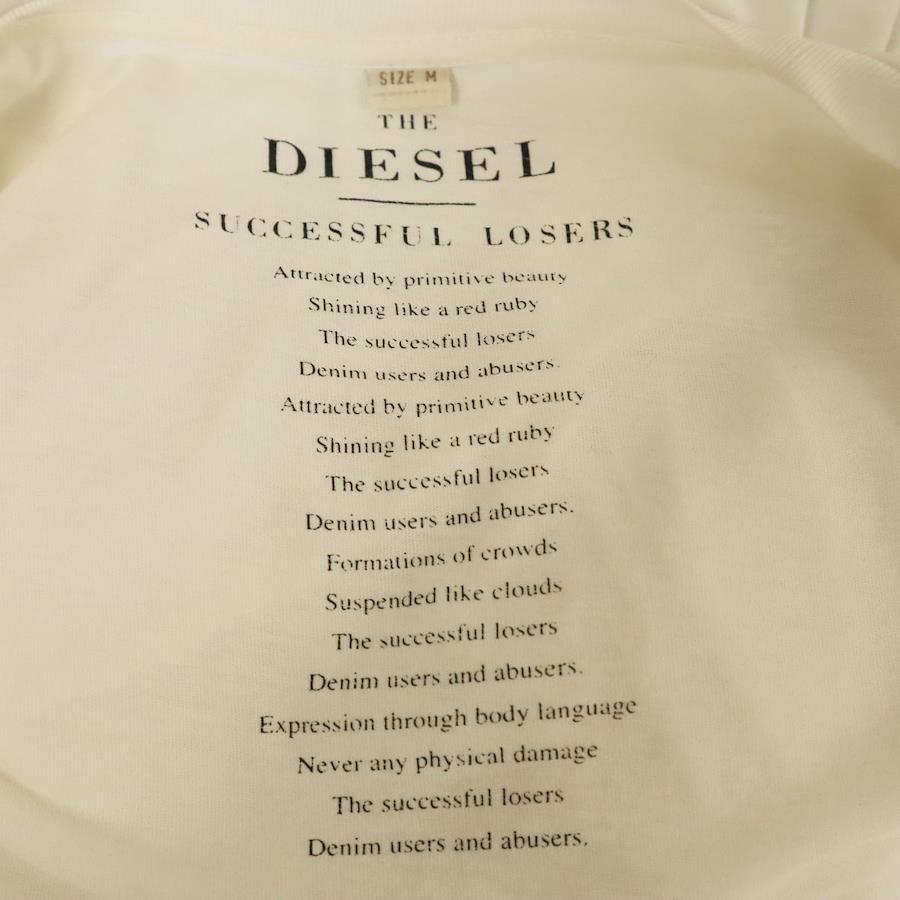 SIZE M
THE
DIESEL
SUCCESSFUL LOSERS
Attracted by primitive beauty
Shining like a red ruby
The successful losers
Denim users and abusers.
Attracted by primitive beauty
Shining like a red ruby
The successful losers
Denim users and abusers.
Formations of crowds
Suspended like clouds
The successful losers
Denim users and abusers.
Expression through body language
Never any physical damage
The successful losers
Denim users and abusers.